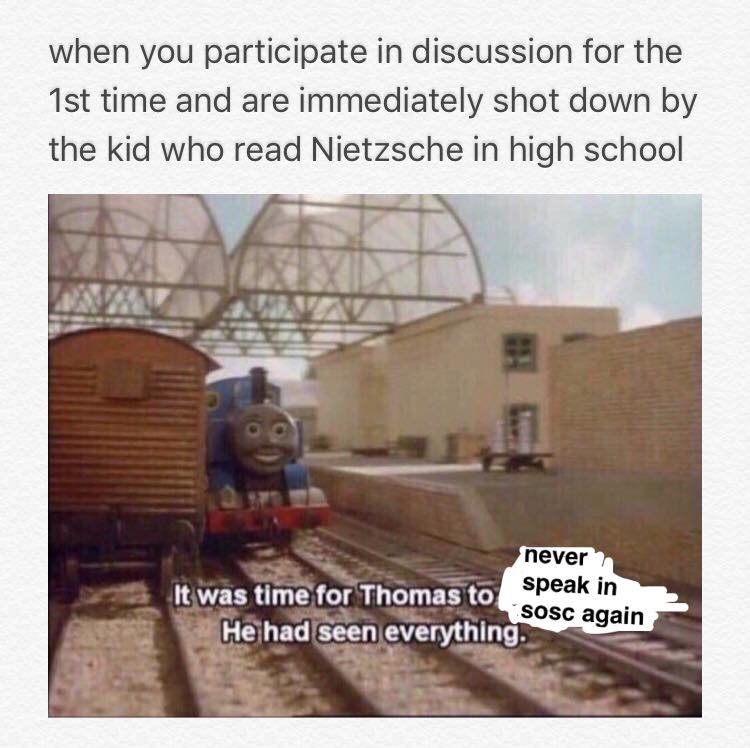 when you participate in discussion for the
1st time and are immediately shot down by
the kid who read Nietzsche in high school
It was time for Thomas to
never
speak in
sosc again
He had seen everything.